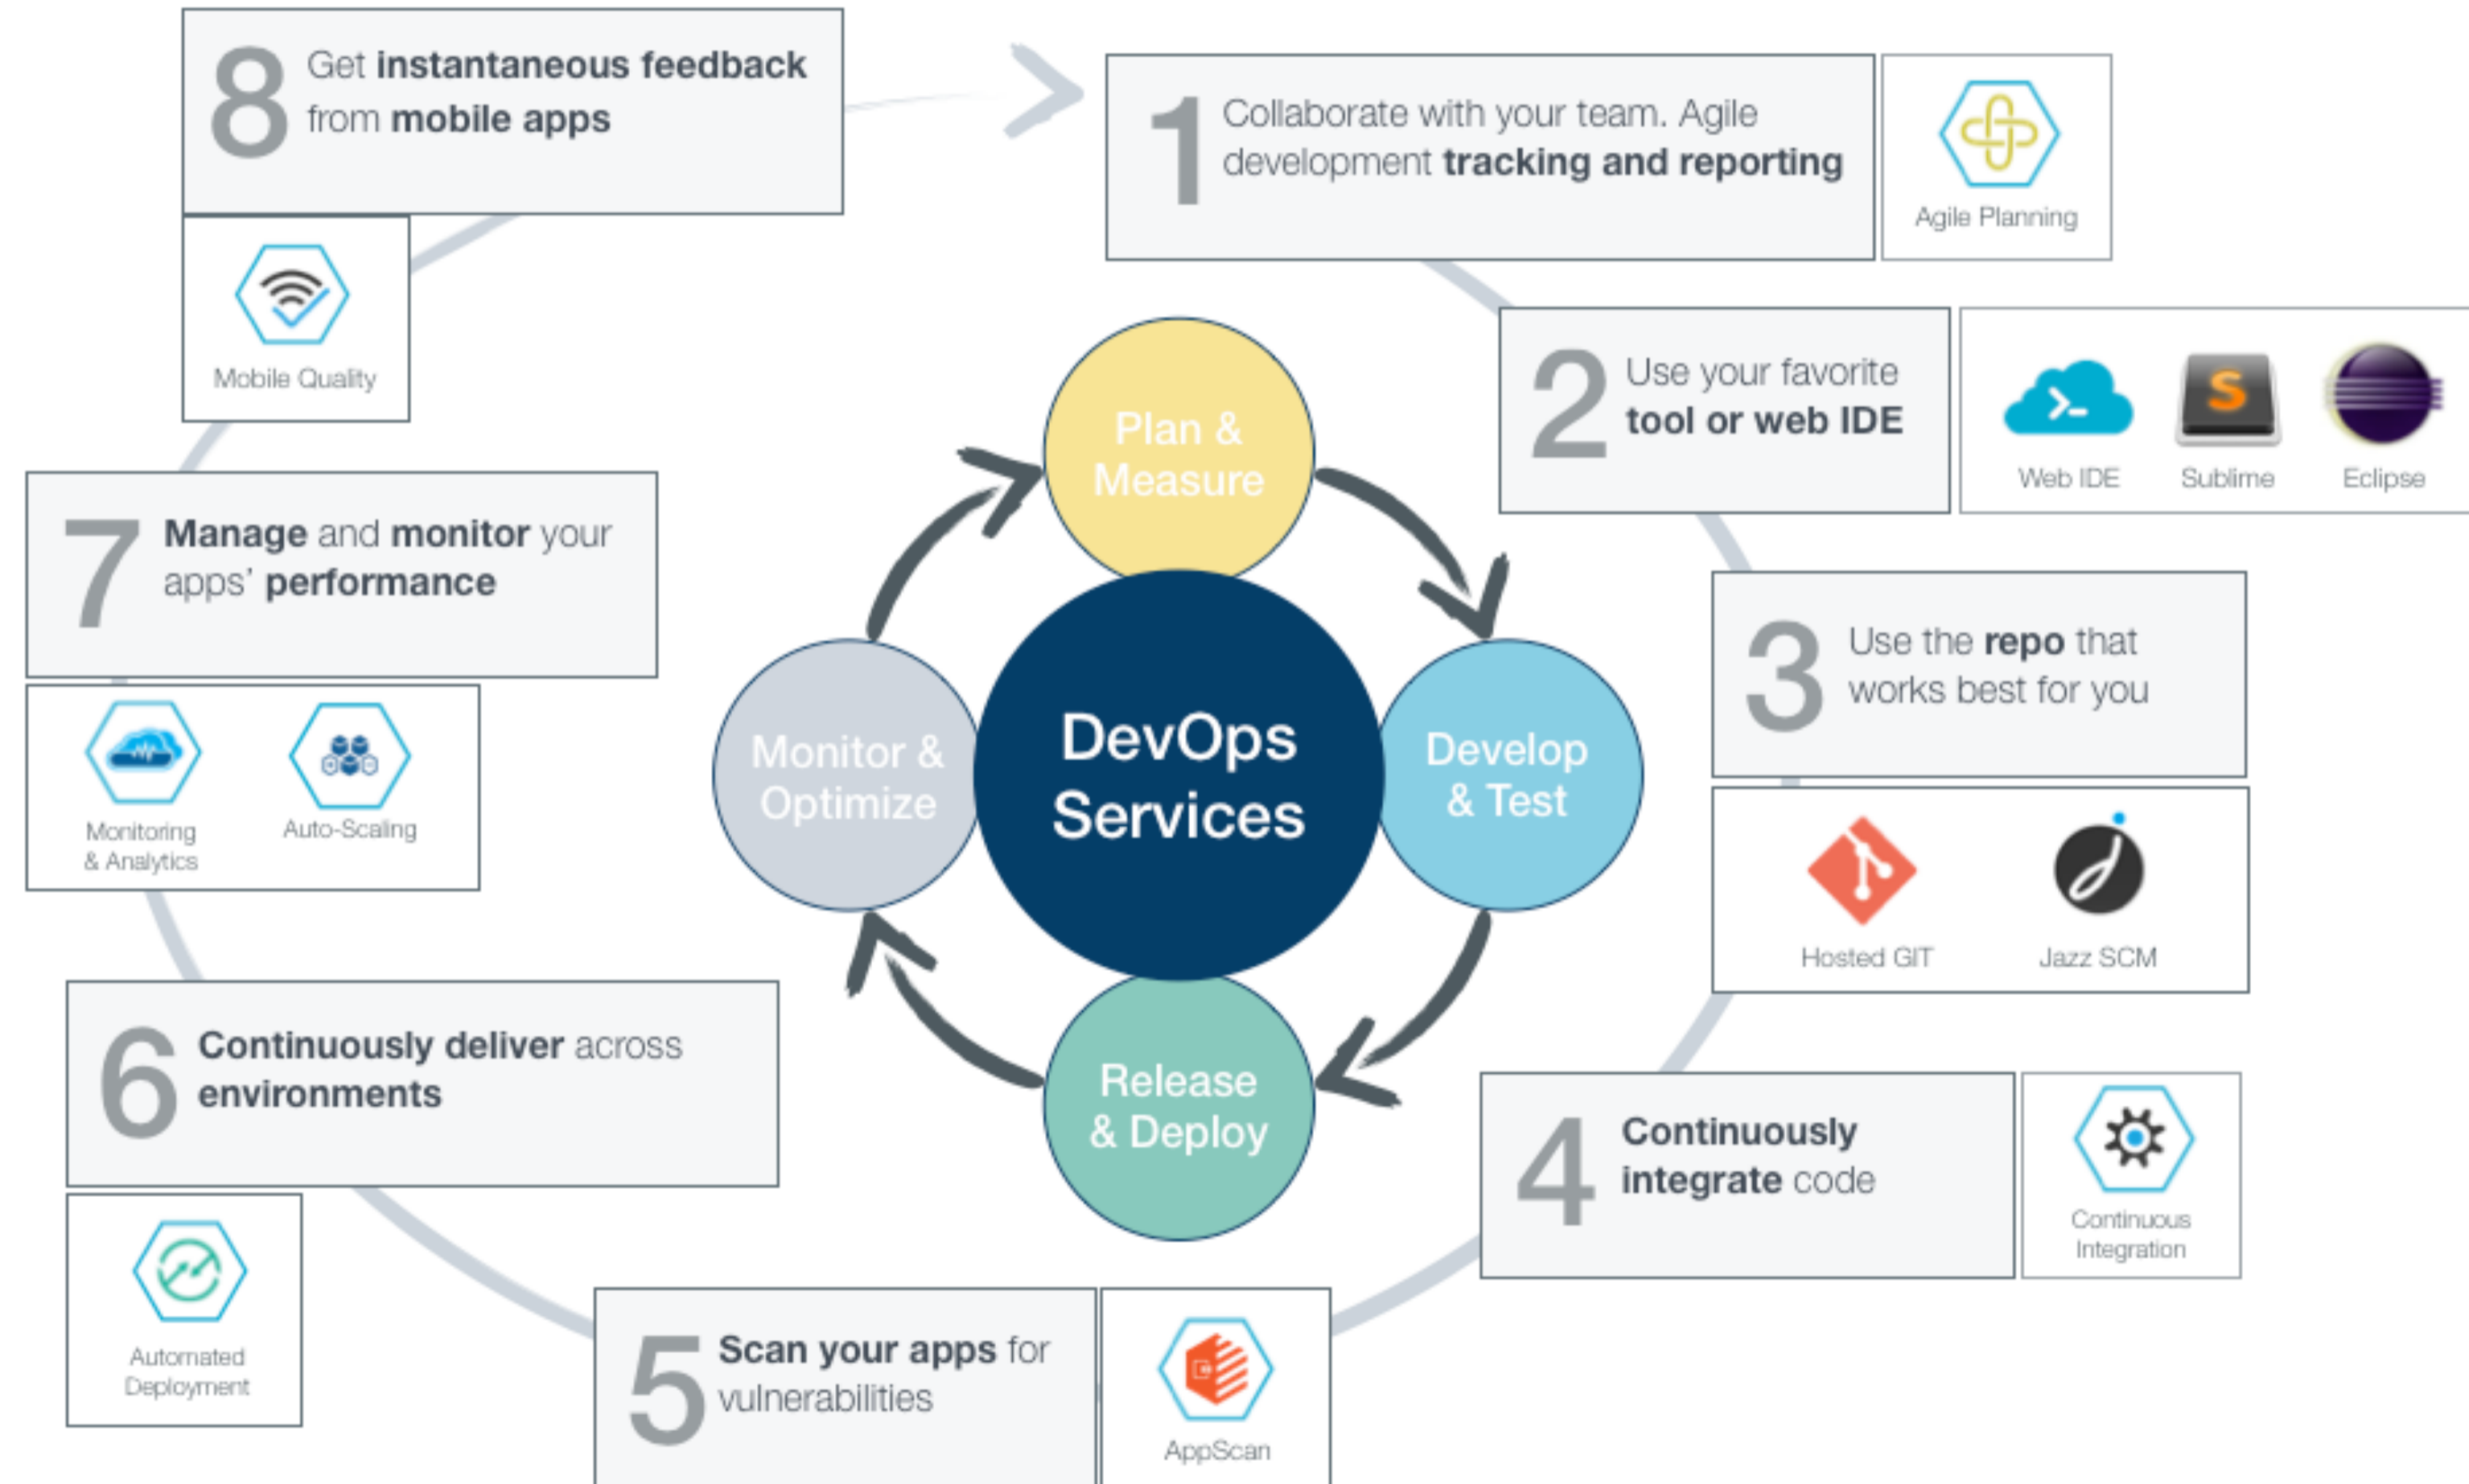 8
Get instantaneous feedback
from mobile apps
Mobile Quality
1
Collaborate with your team. Agile
development tracking and reporting
Agile Planning
2
Use your favorite
tool or web IDE
Web IDE
Sublime
Eclipse
3
Use the repo that
works best for you
Hosted GIT
Jazz SCM
4
Continuously
integrate code
Continuous
Integration
5
Scan your apps for
vulnerabilities
AppScan
6
Continuously deliver across
environments
Automated
Deployment
7
Manage and monitor your
apps’ performance
Monitoring
& Analytics
Auto-Scaling
Plan &
Measure
Develop
& Test
Release
& Deploy
Monitor &
Optimize
DevOps
Services